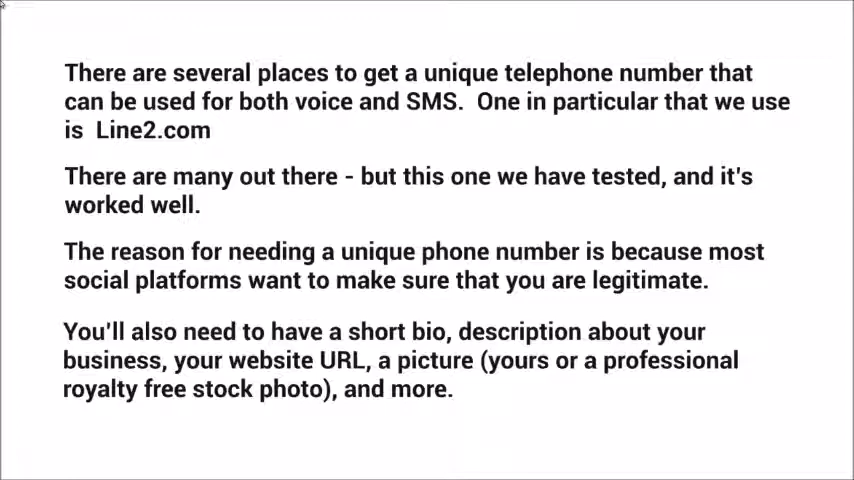 There are several places to get a unique telephone number that
can be used for both voice and SMS.  One in particular that we use
is  Line2.com
There are many out there - but this one we have tested, and it's
worked well.
The reason for needing a unique phone number is because most
social platforms want to make sure that you are legitimate.
You'll also need to have a short bio, description about your
business, your website URL, a picture (yours or a professional
royalty free stock photo), and more.